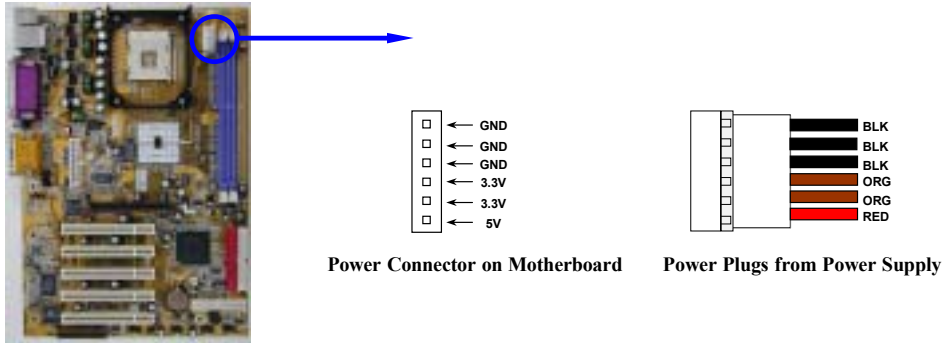 GND
GND
GND
3.3V
3.3V
5V
BLK
BLK
BLK
ORG
ORG
RED
Power Connector on Motherboard
Power Plugs from Power Supply